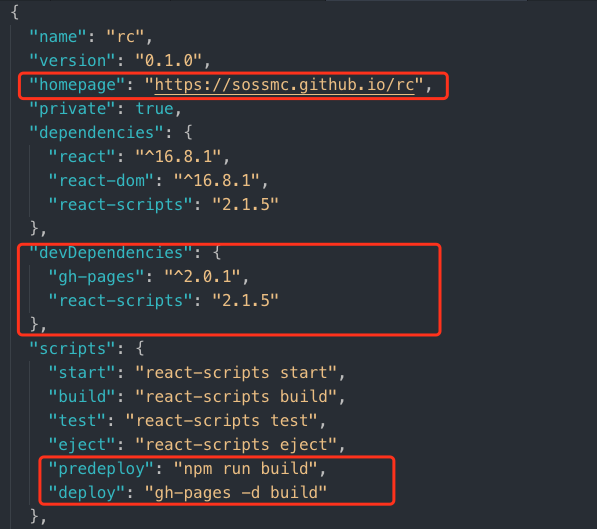 {
"name": "rc",
"version": "0.1.0",
"homepage": "https://sossmc.github.io/rc",
"private": true,
"dependencies": {
"react": "^16.8.1",
"react-dom": "^16.8.1",
"react-scripts": "2.1.5"
},
"devDependencies": {
"gh-pages": "^2.0.1",
"react-scripts": "2.1.5"
},
"scripts": {
"start": "react-scripts start",
"build": "react-scripts build",
"test": "react-scripts test",
"eject": "react-scripts eject",
"predeploy": "npm run build",
"deploy": "gh-pages -d build"
},